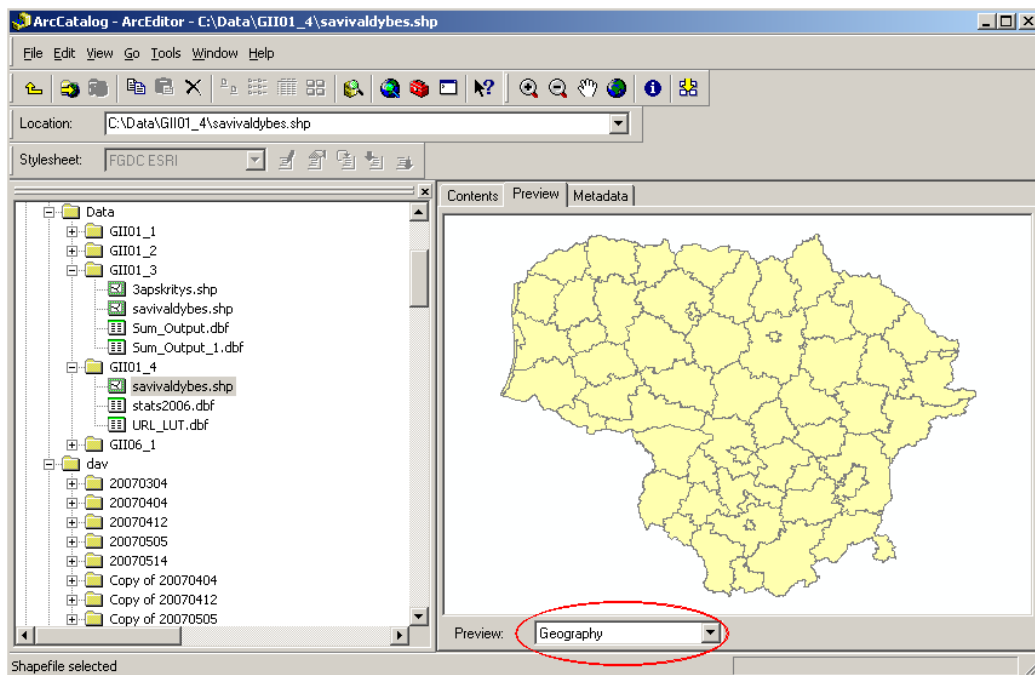 ArcCatalog - ArcEditor - C:\Data\GII01_4\savivaldybes.shp
File Edit View Go Tools Window Help
Location: C:\Data\GII01_4\savivaldybes.shp
Stylesheet: FGDC ESRI
Contents Preview Metadata
Data
GII01_1
GII01_2
GII01_3
3apskritys.shp
savivaldybes.shp
Sum_Output.dbf
Sum_Output_1.dbf
GII01_4
savivaldybes.shp
stats2006.dbf
URL_LUT.dbf
GII06_1
dav
20070304
20070404
20070412
20070505
20070514
Copy of 20070404
Copy of 20070412
Copy of 20070505
Preview: Geography
Shapefile selected